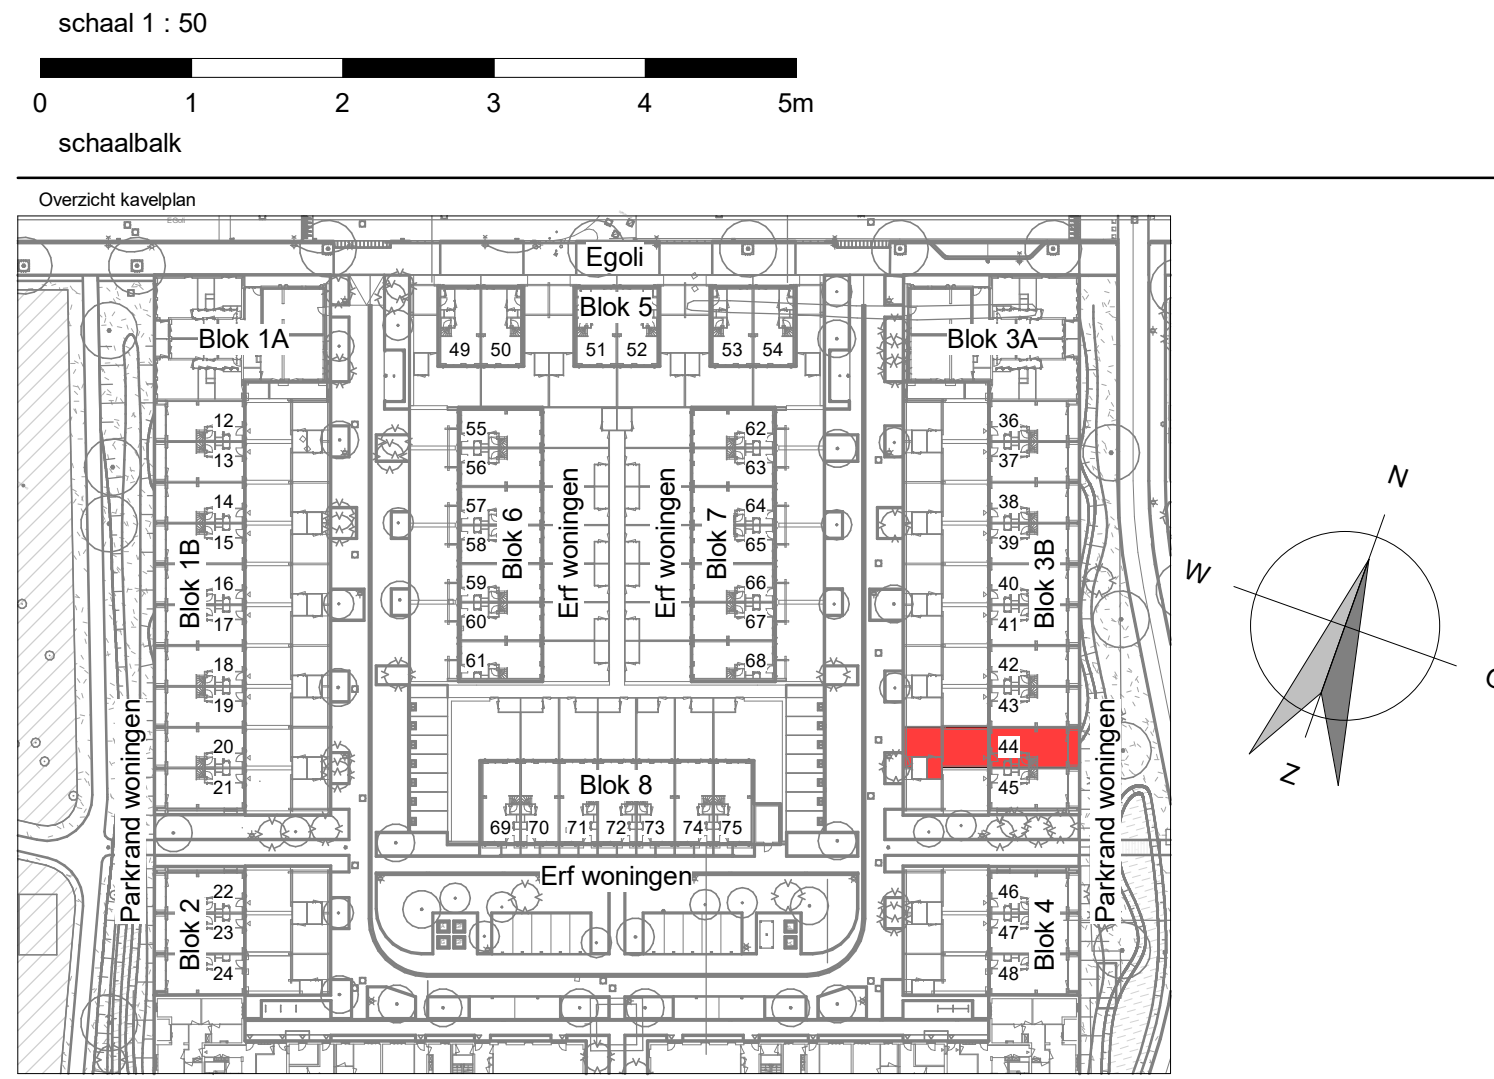 schaal 1 : 50
0 1 2 3 4 5m
schaalbalk
Overzicht kavelplan
EGoli
Egoli
Blok 5
Blok 1A
Blok 3A
49 50 51 52 53 54
12
13
14
15
16
17
18
19
20
21
Blok 1B
Parkrand woningen
22
23
24
Blok 2
55
56
57
58
59
60
61
Blok 6
Erf woningen
Erf woningen
Blok 7
62
63
64
65
66
67
68
Blok 8
69 70 71 72 73 74 75
Erf woningen
36
37
38
39
40
41
42
43
44
45
Blok 3B
Parkrand woningen
46
47
48
Blok 4
N
W
Z